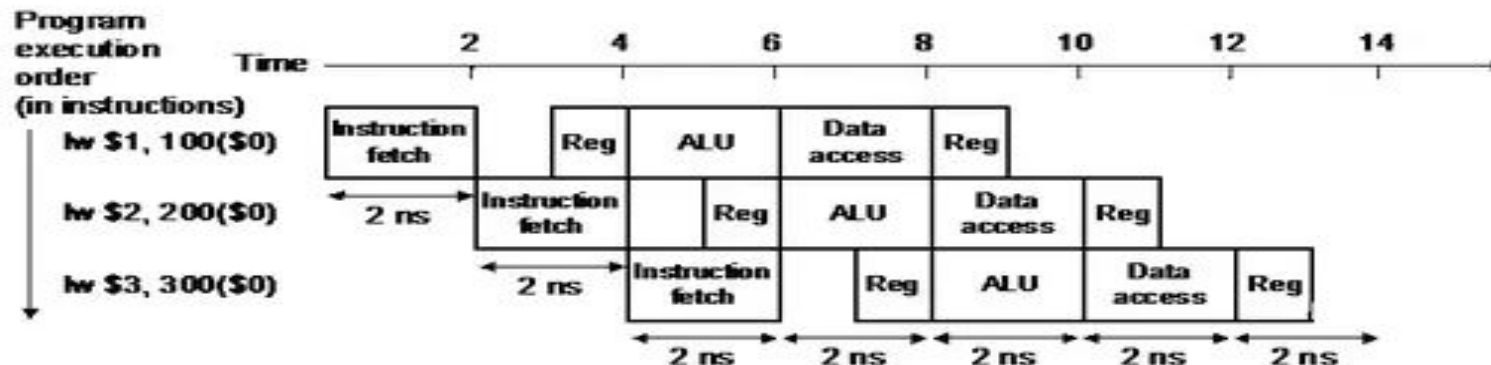 Program
execution
order
(in instructions)
Time
2 4 6 8 10 12 14
lw $1, 100($0)
Instruction
fetch
Reg
ALU
Data
access
Reg
2 ns
lw $2, 200($0)
Instruction
fetch
Reg
ALU
Data
access
Reg
2 ns
lw $3, 300($0)
Instruction
fetch
Reg
ALU
Data
access
Reg
2 ns 2 ns 2 ns 2 ns 2 ns